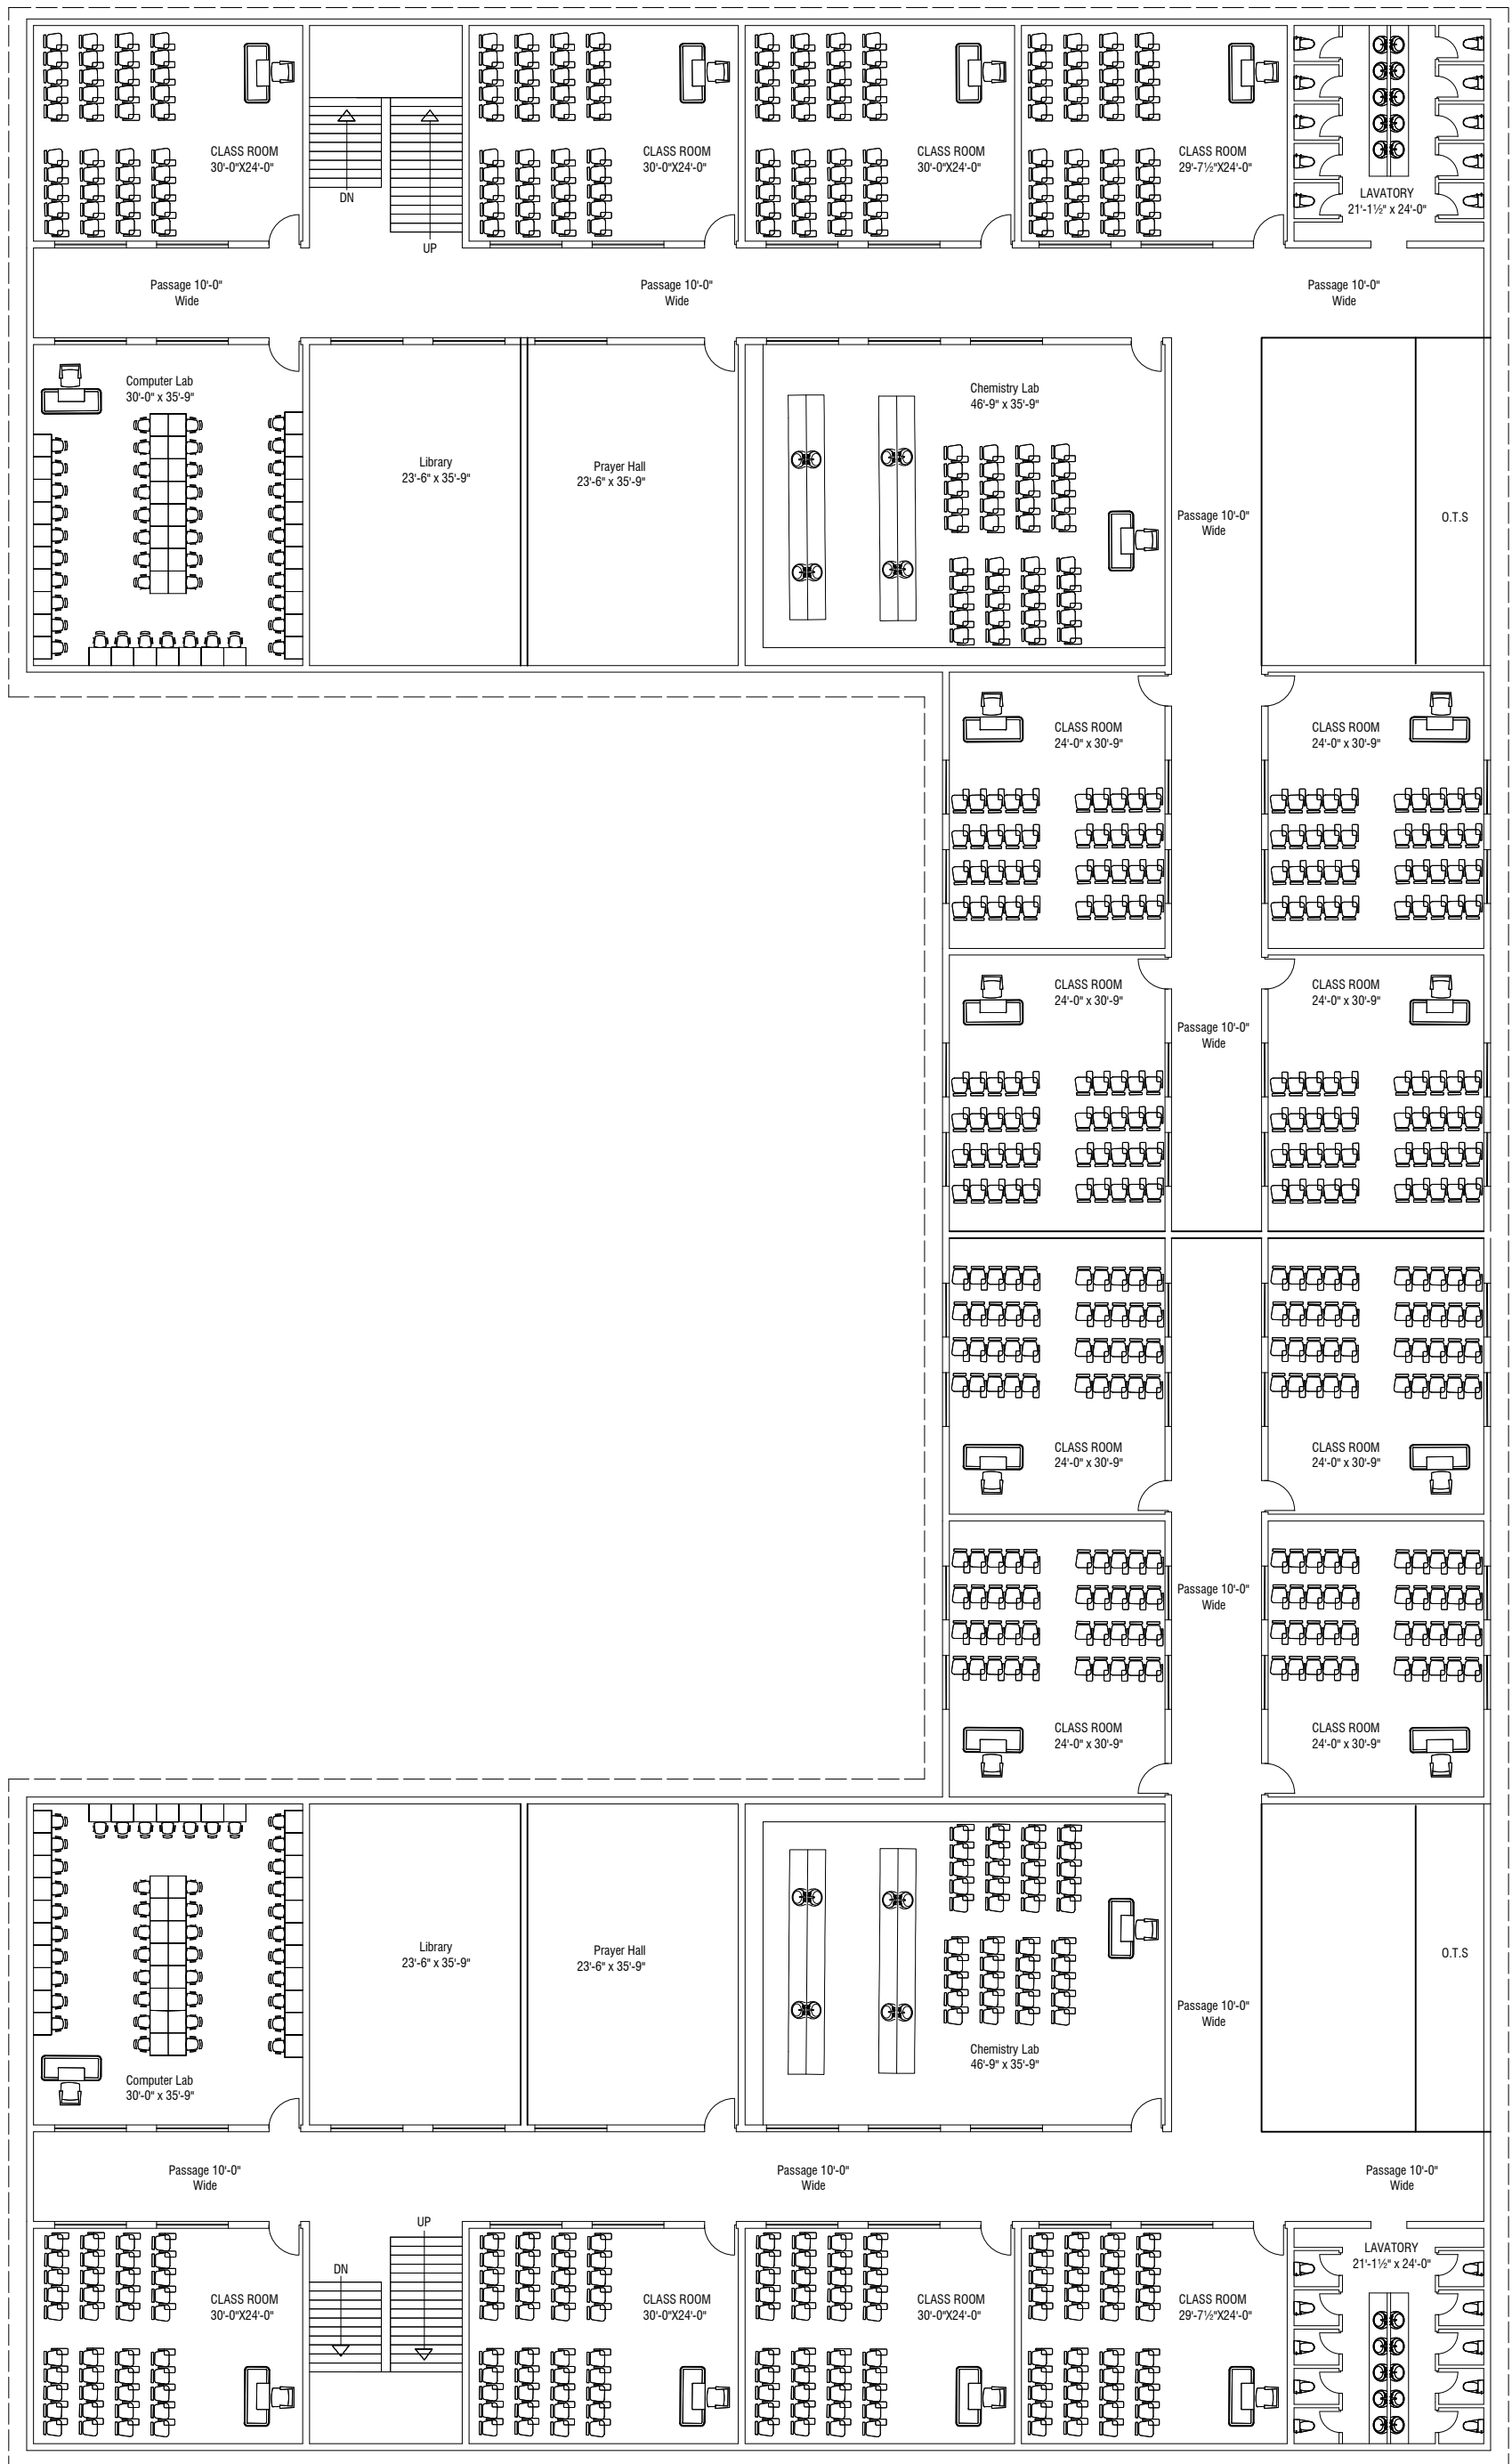 CLASS ROOM
30'-0"X24'-0"
DN
UP
CLASS ROOM
30'-0"X24'-0"
CLASS ROOM
30'-0"X24'-0"
CLASS ROOM
29'-7½"X24'-0"
LAVATORY
21'-1½" x 24'-0"
Passage 10'-0"
Wide
Passage 10'-0"
Wide
Passage 10'-0"
Wide
Computer Lab
30'-0" x 35'-9"
Library
23'-6" x 35'-9"
Prayer Hall
23'-6" x 35'-9"
Chemistry Lab
46'-9" x 35'-9"
Passage 10'-0"
Wide
O.T.S
CLASS ROOM
24'-0" x 30'-9"
CLASS ROOM
24'-0" x 30'-9"
CLASS ROOM
24'-0" x 30'-9"
CLASS ROOM
24'-0" x 30'-9"
Passage 10'-0"
Wide
CLASS ROOM
24'-0" x 30'-9"
CLASS ROOM
24'-0" x 30'-9"
Passage 10'-0"
Wide
CLASS ROOM
24'-0" x 30'-9"
CLASS ROOM
24'-0" x 30'-9"
Library
23'-6" x 35'-9"
Prayer Hall
23'-6" x 35'-9"
O.T.S
Passage 10'-0"
Wide
Chemistry Lab
46'-9" x 35'-9"
Computer Lab
30'-0" x 35'-9"
Passage 10'-0"
Wide
Passage 10'-0"
Wide
Passage 10'-0"
Wide
UP
DN
CLASS ROOM
30'-0"X24'-0"
CLASS ROOM
30'-0"X24'-0"
CLASS ROOM
30'-0"X24'-0"
CLASS ROOM
29'-7½"X24'-0"
LAVATORY
21'-1½" x 24'-0"